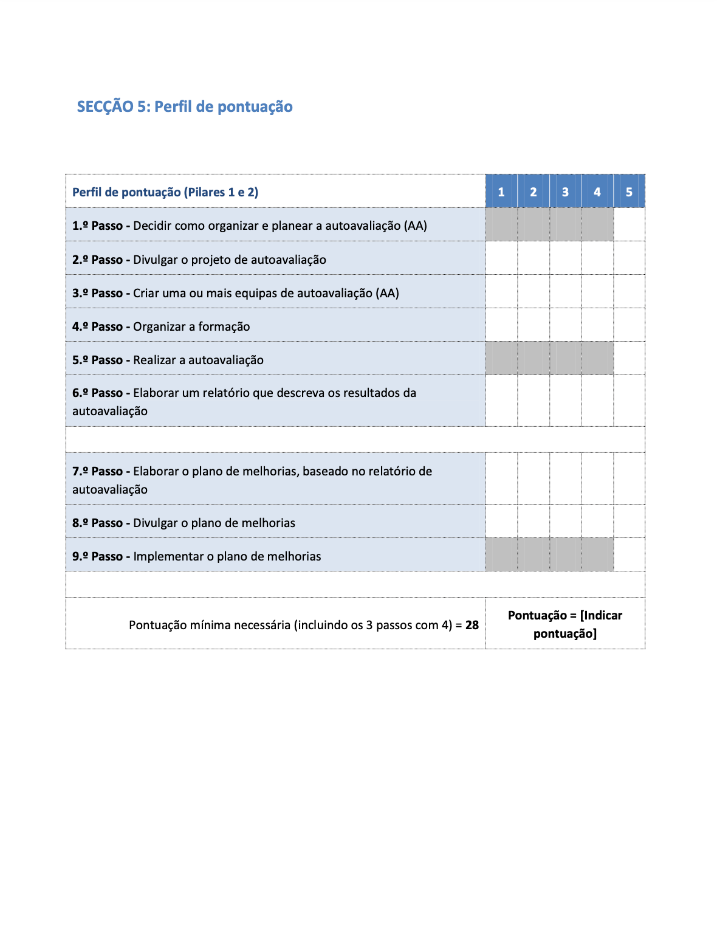 SECÇÃO 5: Perfil de pontuação
Perfil de pontuação (Pilares 1 e 2) 1 2 3 4 5
1.º Passo - Decidir como organizar e planear a autoavaliação (AA)
2.º Passo - Divulgar o projeto de autoavaliação
3.º Passo - Criar uma ou mais equipas de autoavaliação (AA)
4.º Passo - Organizar a formação
5.º Passo - Realizar a autoavaliação
6.º Passo - Elaborar um relatório que descreva os resultados da
autoavaliação
7.º Passo - Elaborar o plano de melhorias, baseado no relatório de
autoavaliação
8.º Passo - Divulgar o plano de melhorias
9.º Passo - Implementar o plano de melhorias
Pontuação mínima necessária (incluindo os 3 passos com 4) = 28
Pontuação = [Indicar
pontuação]